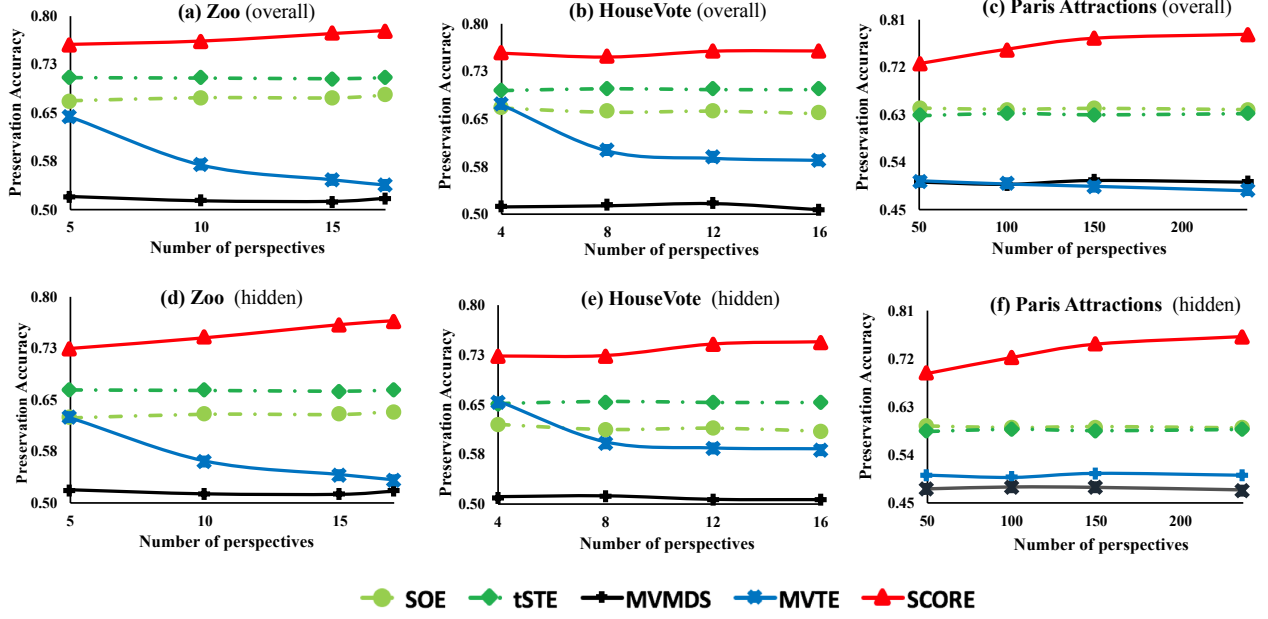 (a) Zoo (overall)
Preservation Accuracy
0.80
0.73
0.65
0.58
0.50
5
10
15
Number of perspectives
(b) HouseVote (overall)
Preservation Accuracy
0.80
0.73
0.65
0.58
0.50
4
8
12
16
Number of perspectives
(c) Paris Attractions (overall)
Preservation Accuracy
0.81
0.72
0.63
0.54
0.45
50
100
150
200
Number of perspectives
(d) Zoo (hidden)
Preservation Accuracy
0.80
0.73
0.65
0.58
0.50
5
10
15
Number of perspectives
(e) HouseVote (hidden)
Preservation Accuracy
0.80
0.73
0.65
0.58
0.50
4
8
12
16
Number of perspectives
(f) Paris Attractions (hidden)
Preservation Accuracy
0.81
0.72
0.63
0.54
0.45
50
100
150
200
Number of perspectives
SOE tSTE MVMDS MVTE SCORE